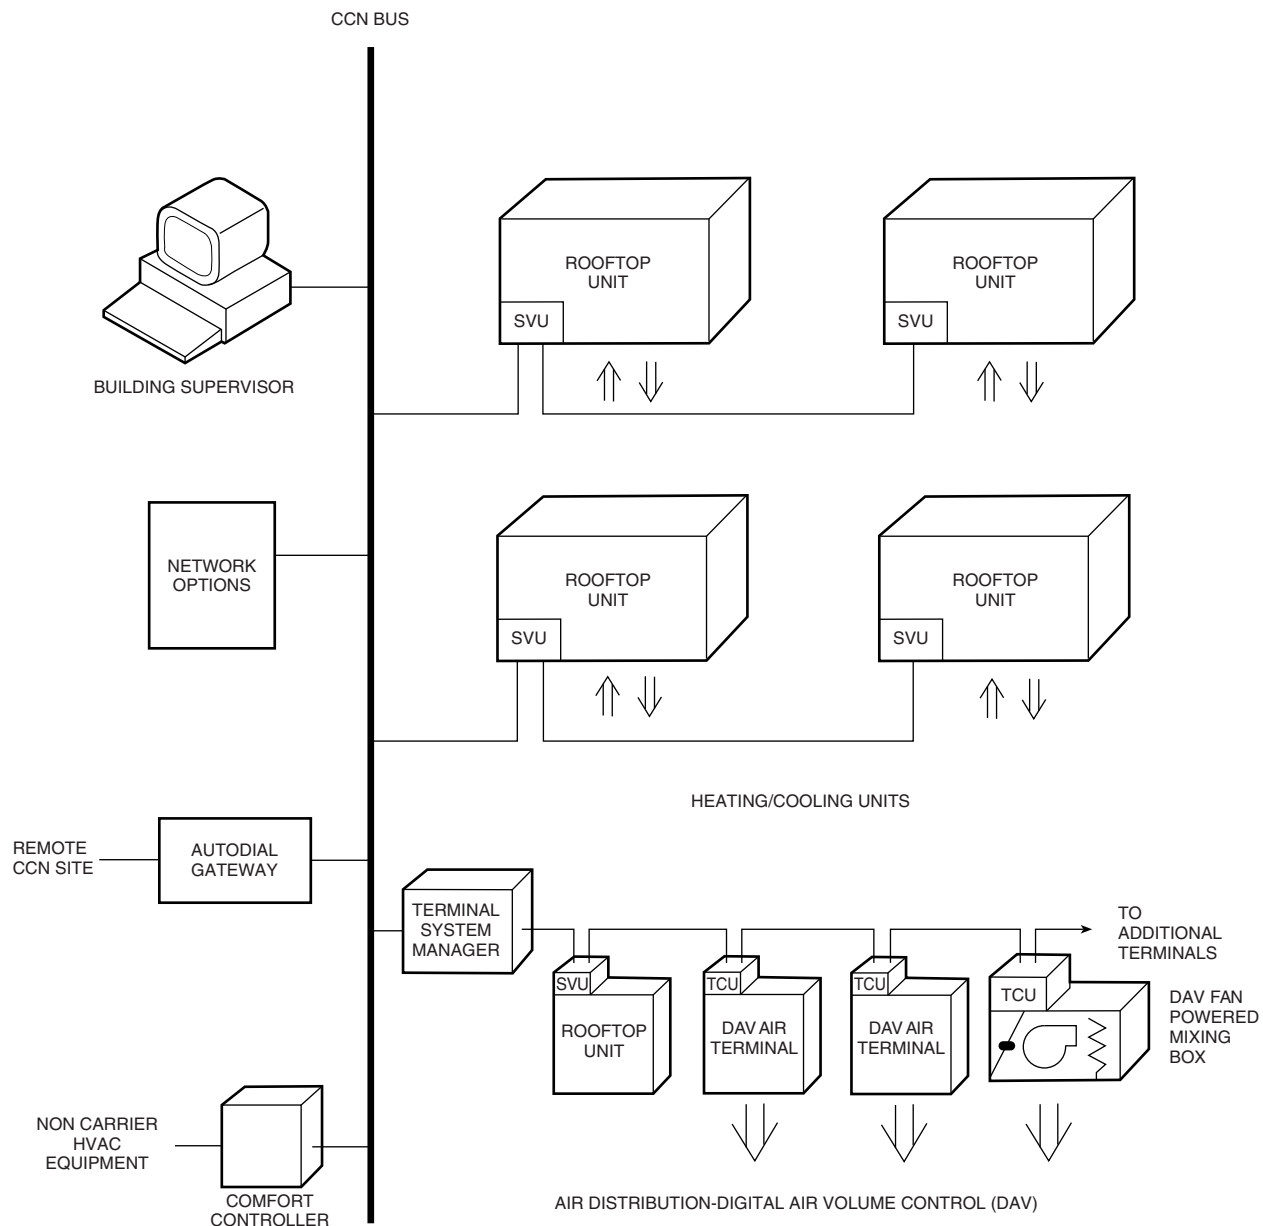 CCN BUS
ROOFTOP
UNIT
SVU
ROOFTOP
UNIT
SVU
BUILDING SUPERVISOR
NETWORK
OPTIONS
ROOFTOP
UNIT
SVU
ROOFTOP
UNIT
SVU
HEATING/COOLING UNITS
REMOTE
CCN SITE
AUTODIAL
GATEWAY
TERMINAL
SYSTEM
MANAGER
SVU
ROOFTOP
UNIT
TCU
DAV AIR
TERMINAL
TCU
DAV AIR
TERMINAL
TCU
TO
ADDITIONAL
TERMINALS
DAV FAN
POWERED
MIXING
BOX
NON CARRIER
HVAC
EQUIPMENT
COMFORT
CONTROLLER
AIR DISTRIBUTION-DIGITAL AIR VOLUME CONTROL (DAV)